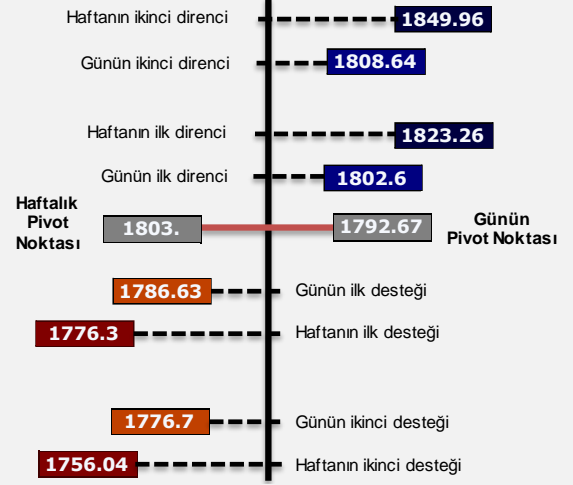 Haftanın ikinci direnci 1849.96
Günün ikinci direnci 1808.64
Haftanın ilk direnci 1823.26
Günün ilk direnci 1802.6
Haftalık
Pivot
Noktası
1803. 1792.67
Günün
Pivot Noktası
1786.63 Günün ilk desteği
1776.3 Haftanın ilk desteği
1776.7 Günün ikinci desteği
1756.04 Haftanın ikinci desteği